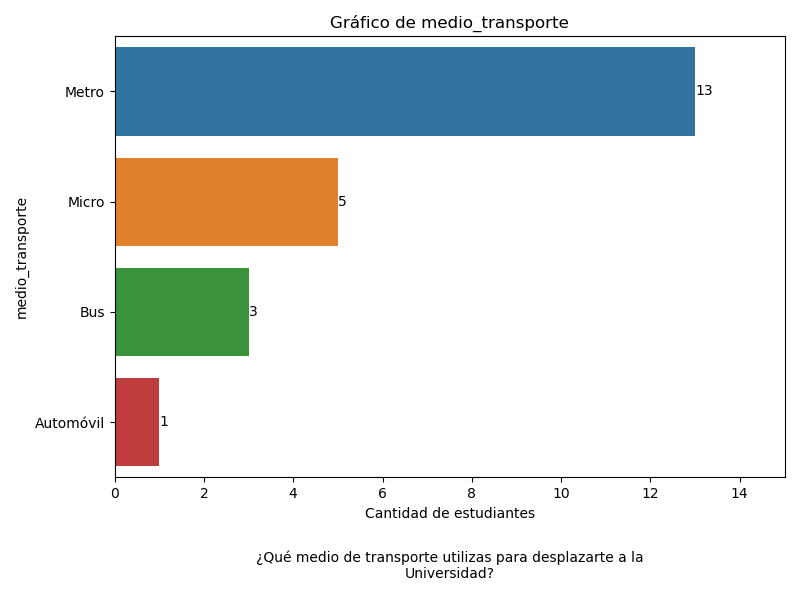 Gráfico de medio_transporte
medio_transporte
Metro
13
Micro
5
Bus
3
Automóvil
1
0 2 4 6 8 10 12 14
Cantidad de estudiantes
¿Qué medio de transporte utilizas para desplazarte a la
Universidad?